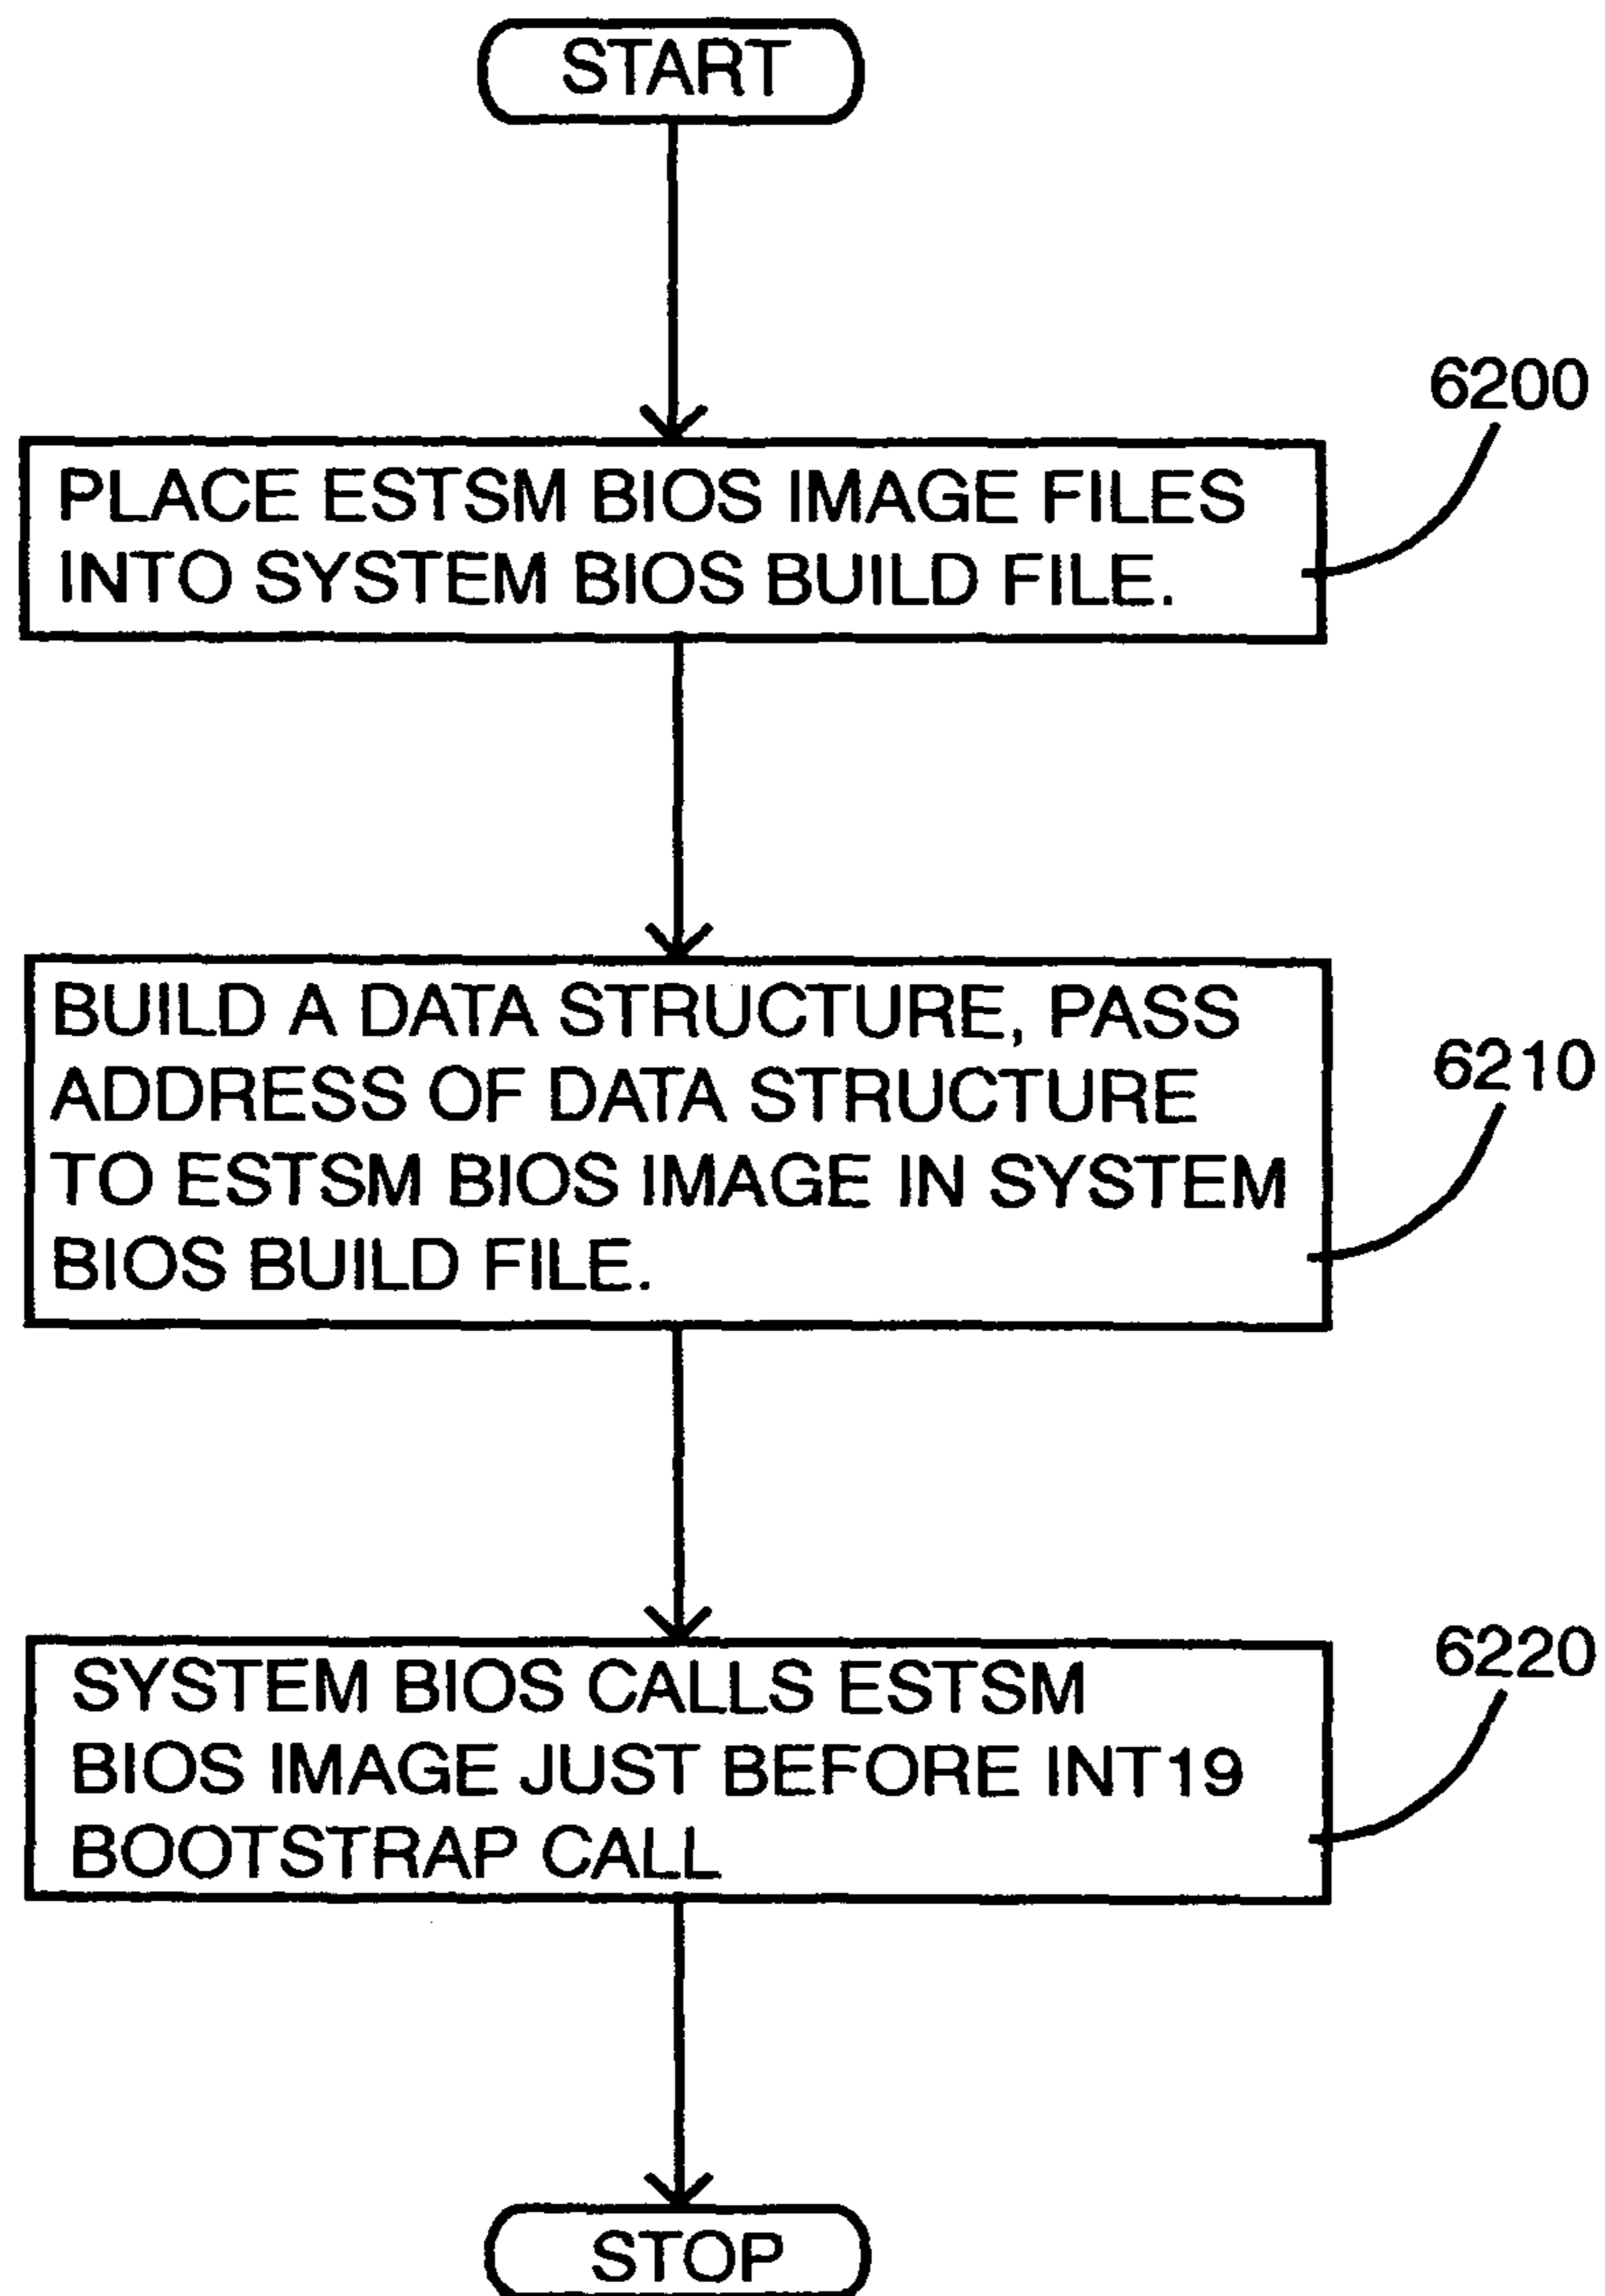 START
6200
PLACE ESTSM BIOS IMAGE FILES
INTO SYSTEM BIOS BUILD FILE.
6210
BUILD A DATA STRUCTURE, PASS
ADDRESS OF DATA STRUCTURE
TO ESTSM BIOS IMAGE IN SYSTEM
BIOS BUILD FILE.
6220
SYSTEM BIOS CALLS ESTSM
BIOS IMAGE JUST BEFORE INT19
BOOTSTRAP CALL
STOP